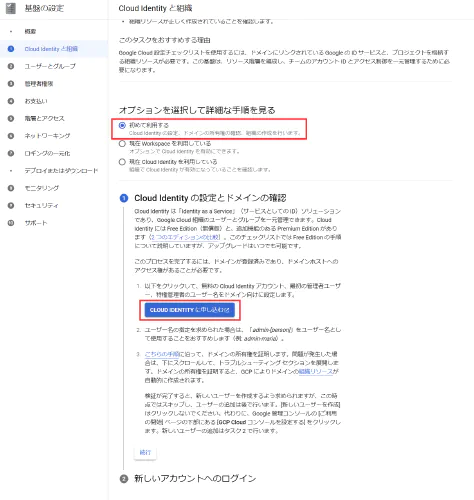 基盤の設定
Cloud Identity と組織
• 概要
1 Cloud Identity と組織
2 ユーザーとグループ
3 管理者権限
4 お支払い
5 階層とアクセス
6 ネットワーキング
7 ロギングの一元化
• デプロイまたはダウンロード
8 モニタリング
9 セキュリティ
10 サポート
• 組織リソースが正しく作成されていることを確認します。
このタスクをおすすめする理由
Google Cloud 設定チェックリストを使用するには、ドメインにリンクされている Google の ID サービスと、プロジェクトを格納す
る組織リソースが必要です。この基盤は、リソース階層を構成し、チームのアカウント ID とアクセス制御を一元管理するために必
要になります。
オプションを選択して詳細な手順を見る
初めて利用する
Cloud Identity の設定、ドメインの所有権の確認、組織の作成を行います。
現在 Workspace を利用している
オプションで Cloud Identity を有効にできます。
現在 Cloud Identity を利用している
組織で Cloud Identity が有効になっていることを確認します。
1 Cloud Identity の設定とドメインの確認
Cloud Identity は「Identity as a Service」（サービスとしての ID）ソリューション
であり、Google Cloud 組織のユーザーとグループを一元管理できます。Cloud
Identity には Free Edition（無償版）と、追加機能のある Premium Edition があり
ます（2 つのエディションの比較）。このチェックリストでは Free Edition の手順
について説明していますが、アップグレードはいつでも可能です。
このプロセスを完了するには、ドメインが登録済みであり、ドメインホストへの
アクセス権があることが必要です。
1. 以下をクリックして、無料の Cloud Identity アカウント、最初の管理者ユーザ
ー、特権管理者のユーザー名をドメイン向けに設定します。
CLOUD IDENTITY に申し込む
2. ユーザー名の指定を求められた場合は、「admin-[person]」をユーザー名とし
て使用することをおすすめします（例: admin-maria）。
3. こちらの手順に沿って、ドメインの所有権を証明します。問題が発生した場
合は、下にスクロールして、トラブルシューティング セクションを展開しま
す。ドメインの所有権を証明すると、GCP によりドメインの組織リソースが
自動的に作成されます。
検証が完了すると、新しいユーザーを作成するよう求められますが、この時
点ではスキップし、ユーザーの追加は後で行います。[新しいユーザーを作成]
はクリックしないでください。代わりに、Google 管理コンソールの [ご利用
の開始] ページの下部にある [GCP Cloud コンソールを設定する] をクリックし
ます。新しいユーザーの追加はタスク 2 で行います。
続行
2 新しいアカウントへのログイン